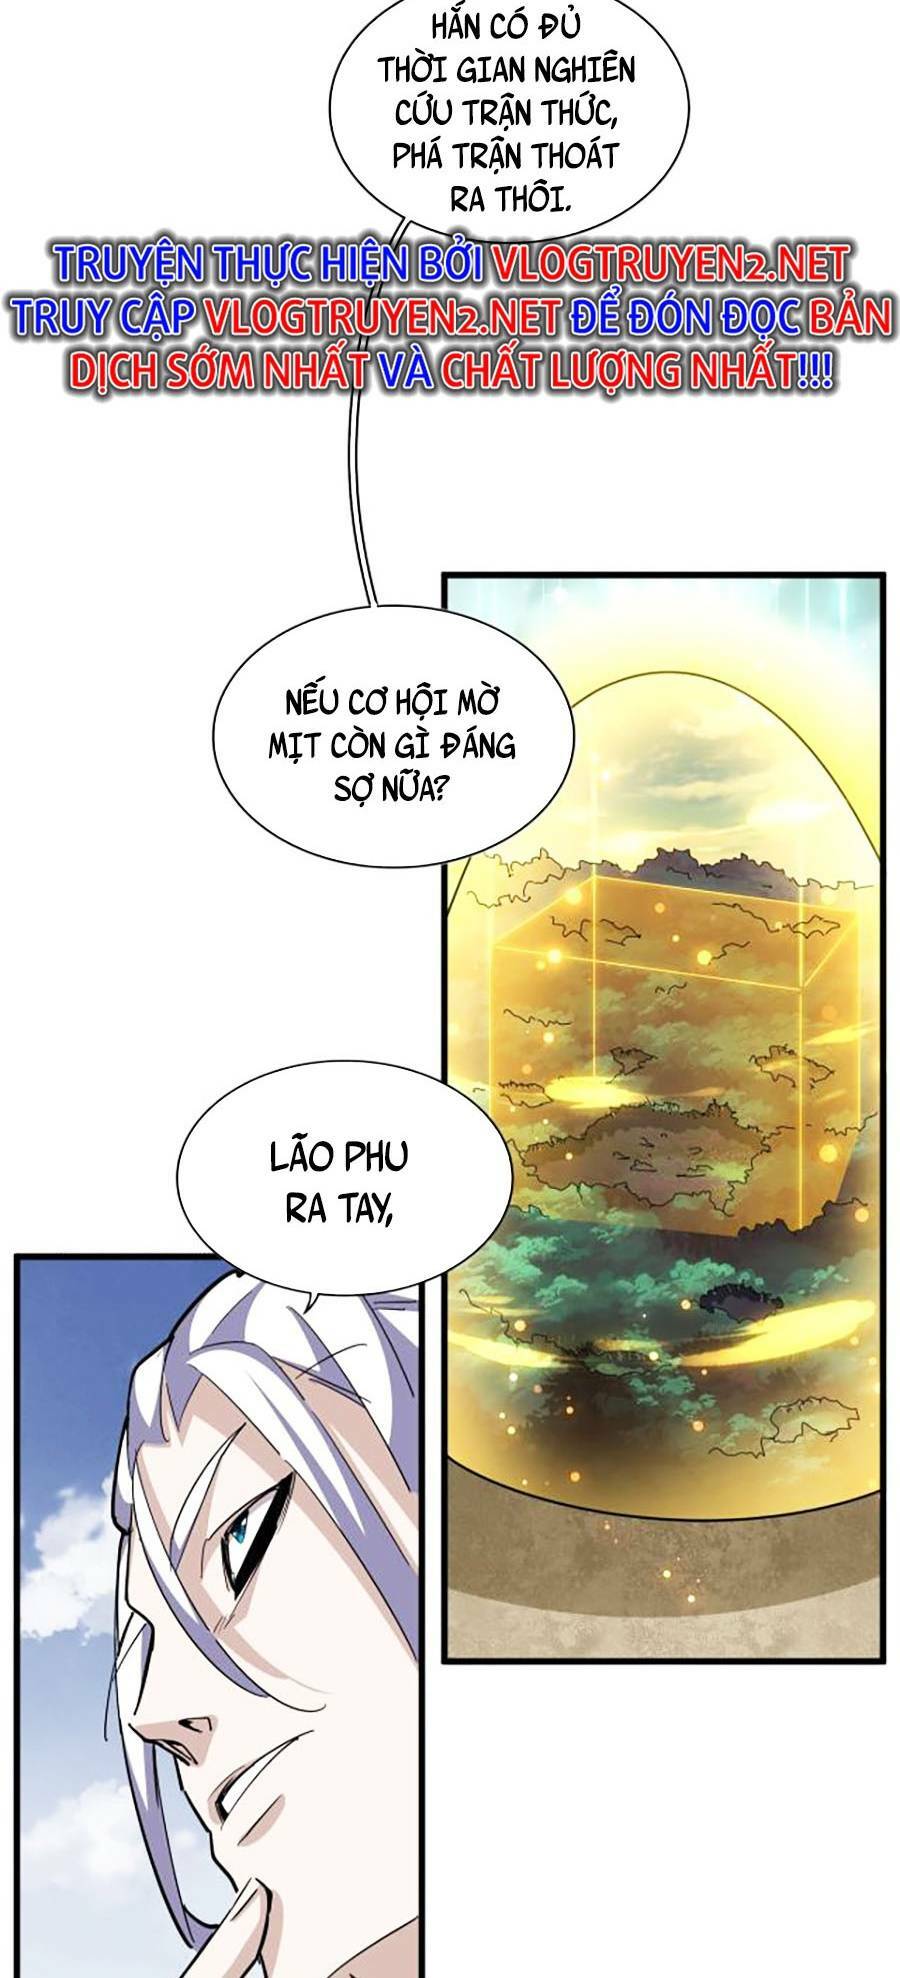 HẮN CÓ ĐỦ
THỜI GIAN NGHIÊN
CỨU TRẬN THỨC,
PHÁ TRẬN THOÁT
RA THÔI.
TRUYỆN THỰC HIỆN BỞI VLOGTRUYEN2.NET
TRUY CẬP VLOGTRUYEN2.NET ĐỂ ĐÓN ĐỌC BẢN
DỊCH SỚM NHẤT VÀ CHẤT LƯỢNG NHẤT!!!
NẾU CƠ HỘI MỜ
MỊT CÒN GÌ ĐÁNG
SỢ NỮA?
LÃO PHU
RA TAY,